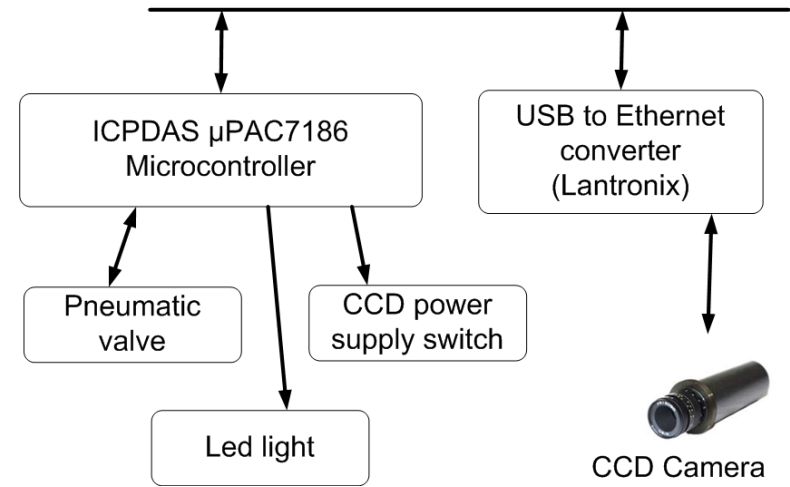 ICPDAS µPAC7186
Microcontroller
USB to Ethernet
converter
(Lantronix)
Pneumatic
valve
CCD power
supply switch
Led light
CCD Camera